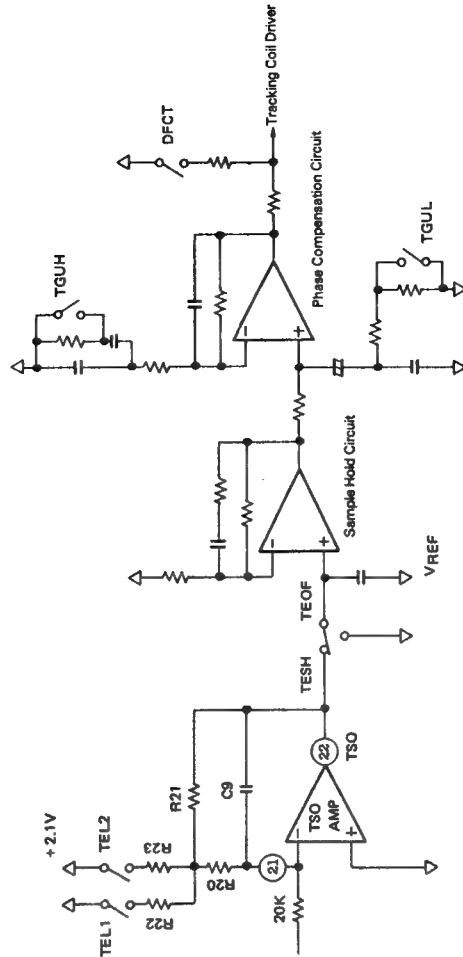 + 2.1V
TEL1
TEL2
R22
R23
R21
R20
C9
21
20K
TSO
AMP
22
TSO
TESH
TEOF
VREF
Sample Hold Circuit
TGUH
Phase Compensation Circuit
TGUL
DFCT
Tracking Coil Driver